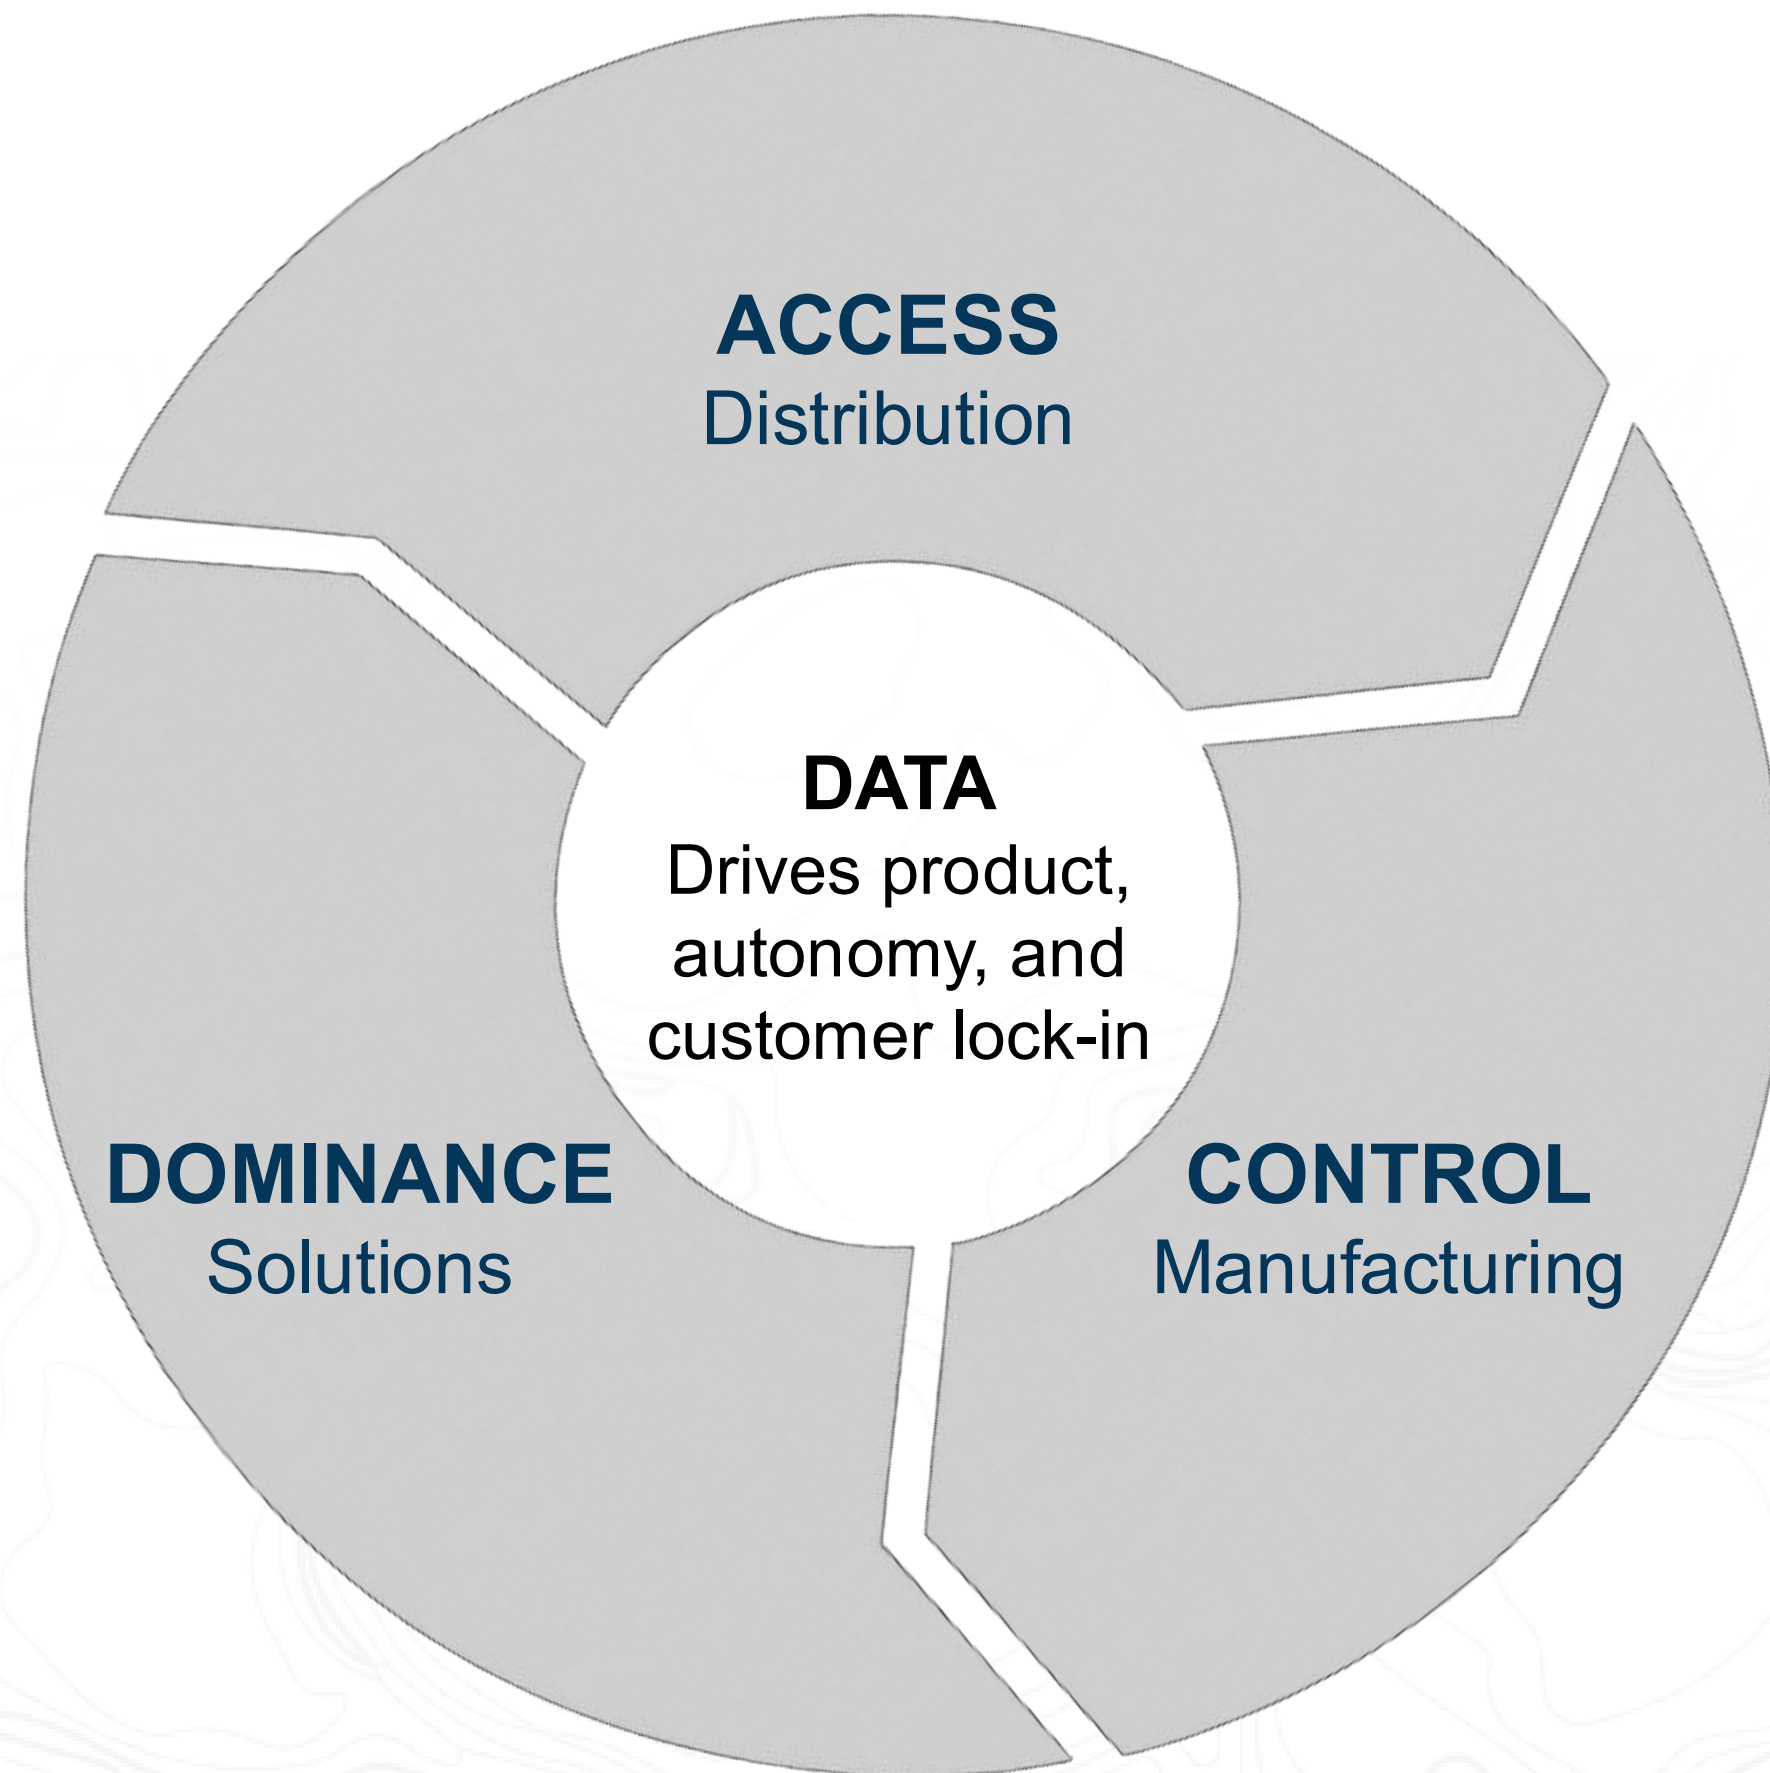 ACCESS
Distribution
DATA
Drives product,
autonomy, and
customer lock-in
DOMINANCE
Solutions
CONTROL
Manufacturing